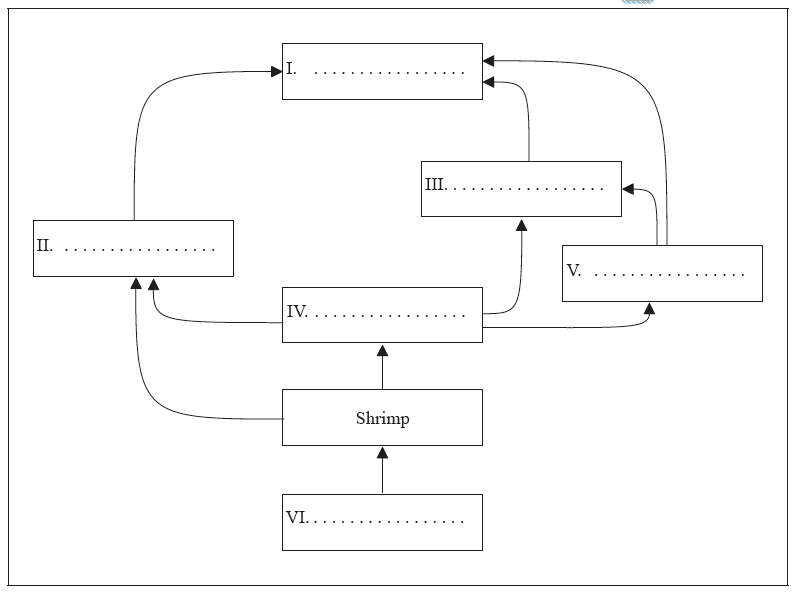 I. . . . . . . . . . . . . . . . . .
III. . . . . . . . . . . . . . . . . .
II. . . . . . . . . . . . . . . . . .
V. . . . . . . . . . . . . . . . . .
IV. . . . . . . . . . . . . . . . . .
Shrimp
VI. . . . . . . . . . . . . . . . . .